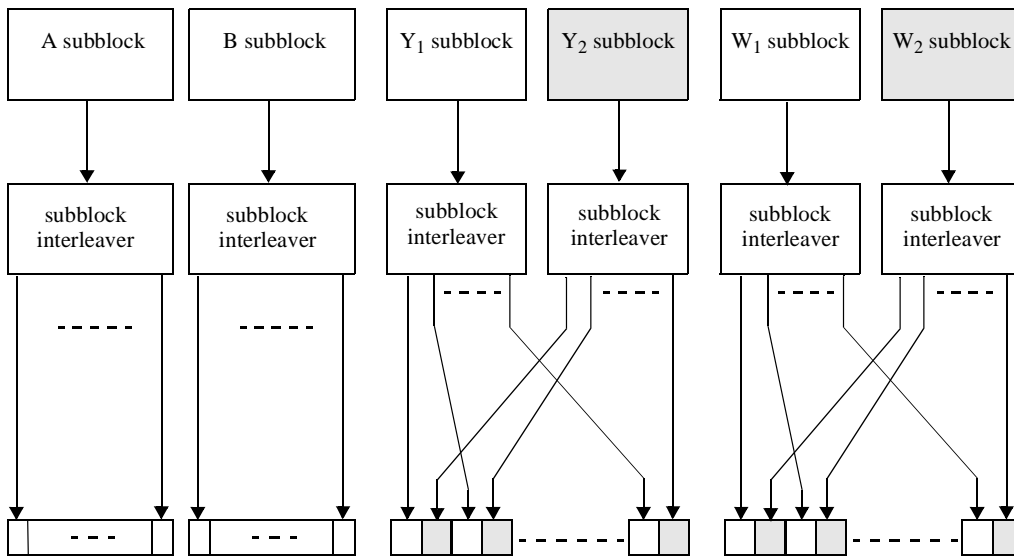 A subblock
B subblock
Y1 subblock
Y2 subblock
W1 subblock
W2 subblock
subblock
interleaver
subblock
interleaver
subblock
interleaver
subblock
interleaver
subblock
interleaver
subblock
interleaver